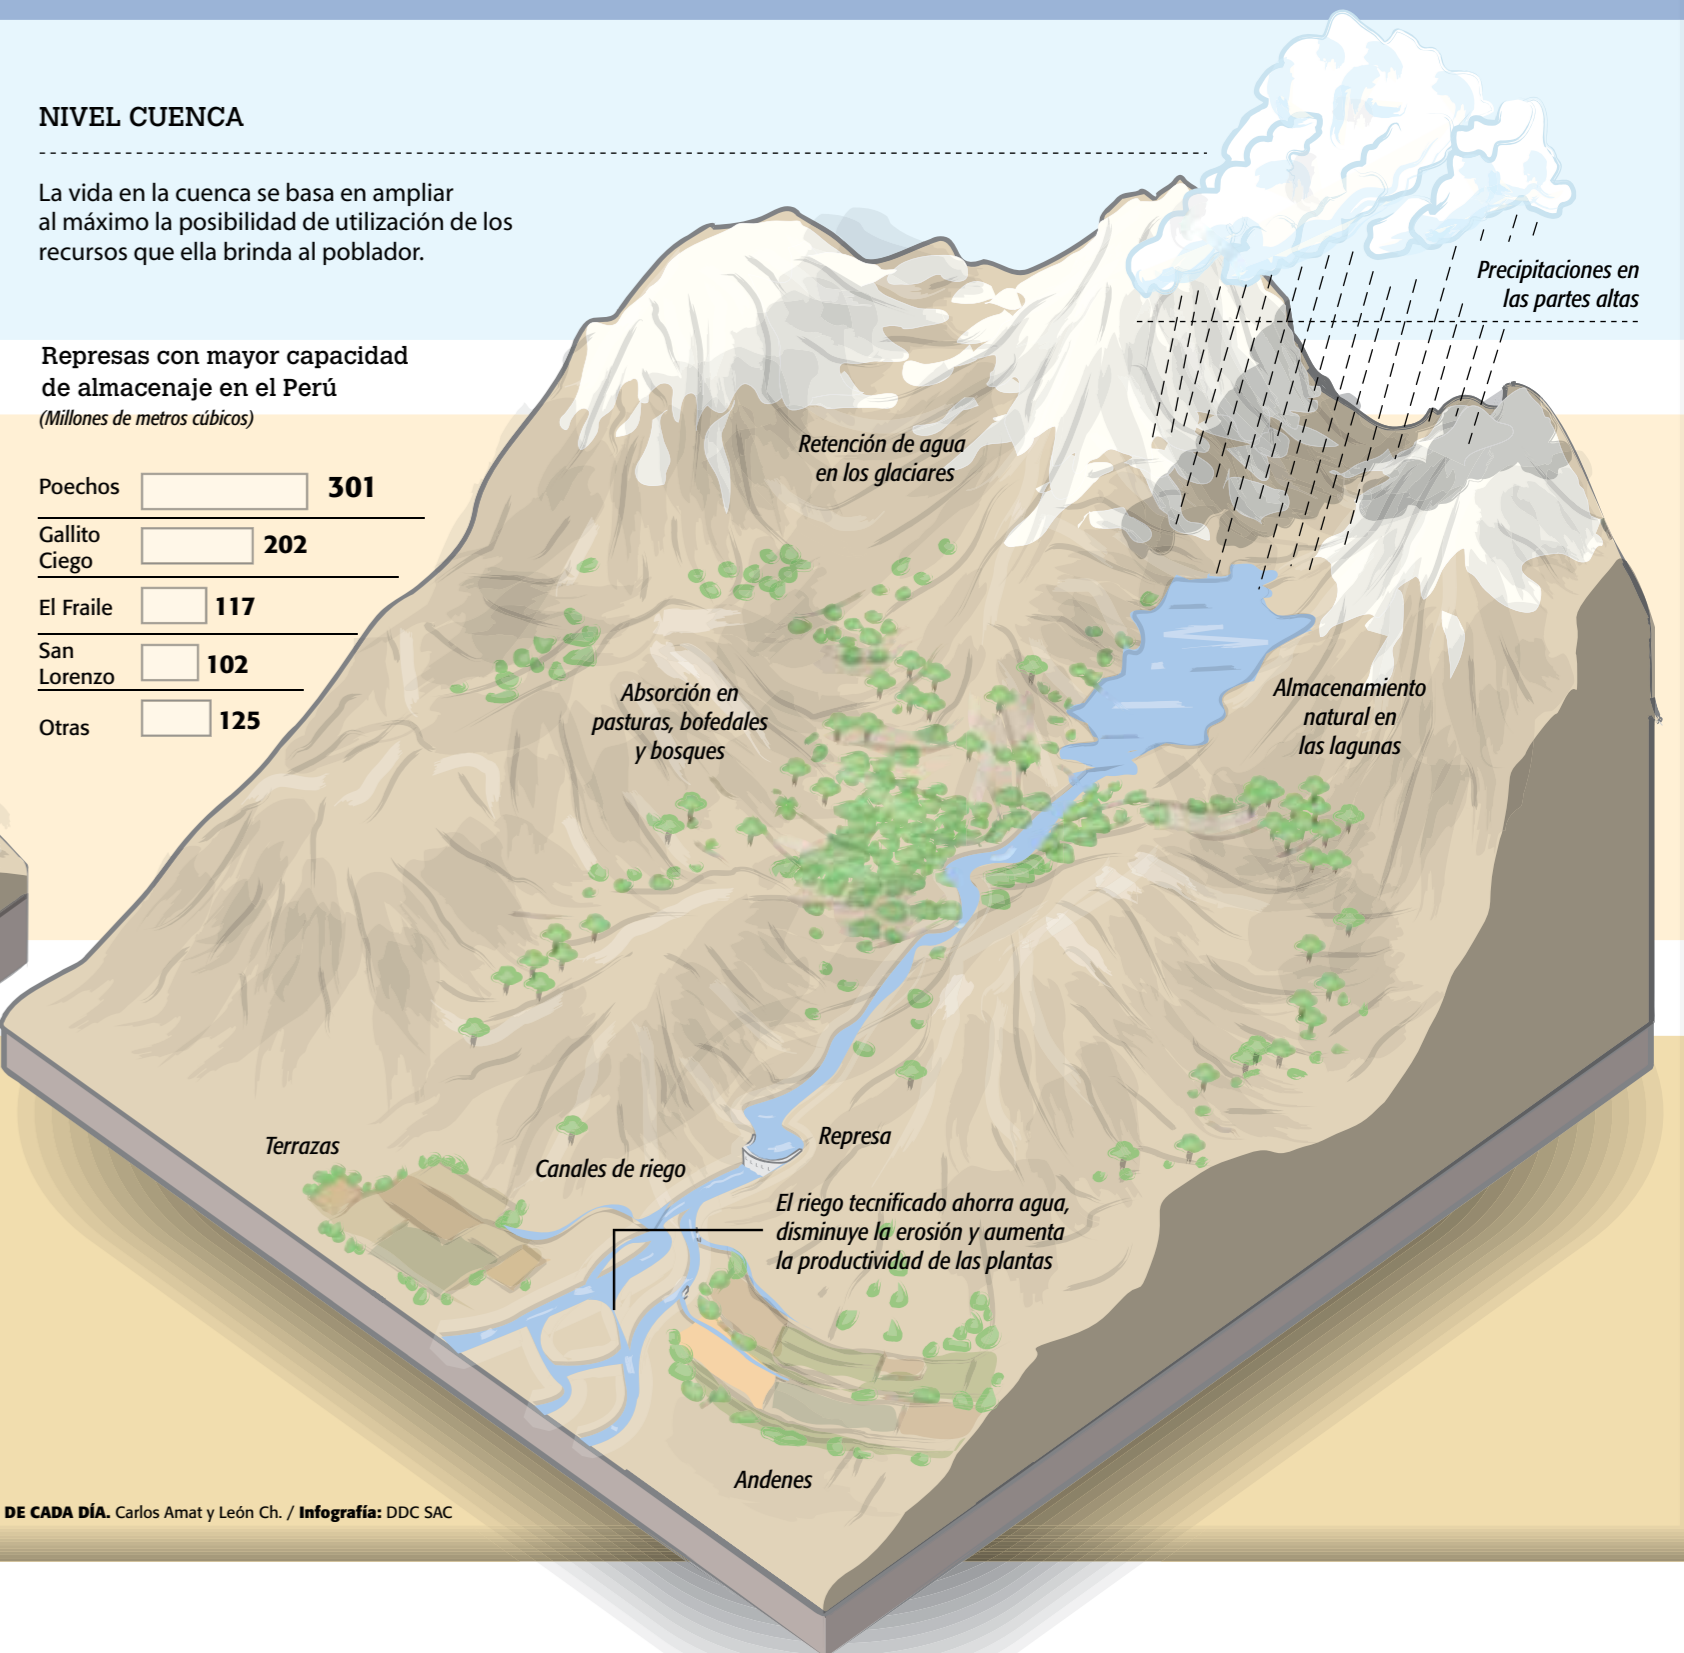 NIVEL CUENCA
La vida en la cuenca se basa en ampliar
al máximo la posibilidad de utilización de los
recursos que ella brinda al poblador.
Precipitaciones en
las partes altas
Represas con mayor capacidad
de almacenaje en el Perú
(Millones de metros cúbicos)
Poechos 301
Gallito
Ciego 202
El Fraile 117
San
Lorenzo 102
Otras 125
Retención de agua
en los glaciares
Absorción en
pasturas, bofedales
y bosques
Almacenamiento
natural en
las lagunas
Terrazas
Canales de riego
Represa
El riego tecnificado ahorra agua,
disminuye la erosión y aumenta
la productividad de las plantas
Andenes
DE CADA DÍA. Carlos Amat y León Ch. / Infografía: DDC SAC